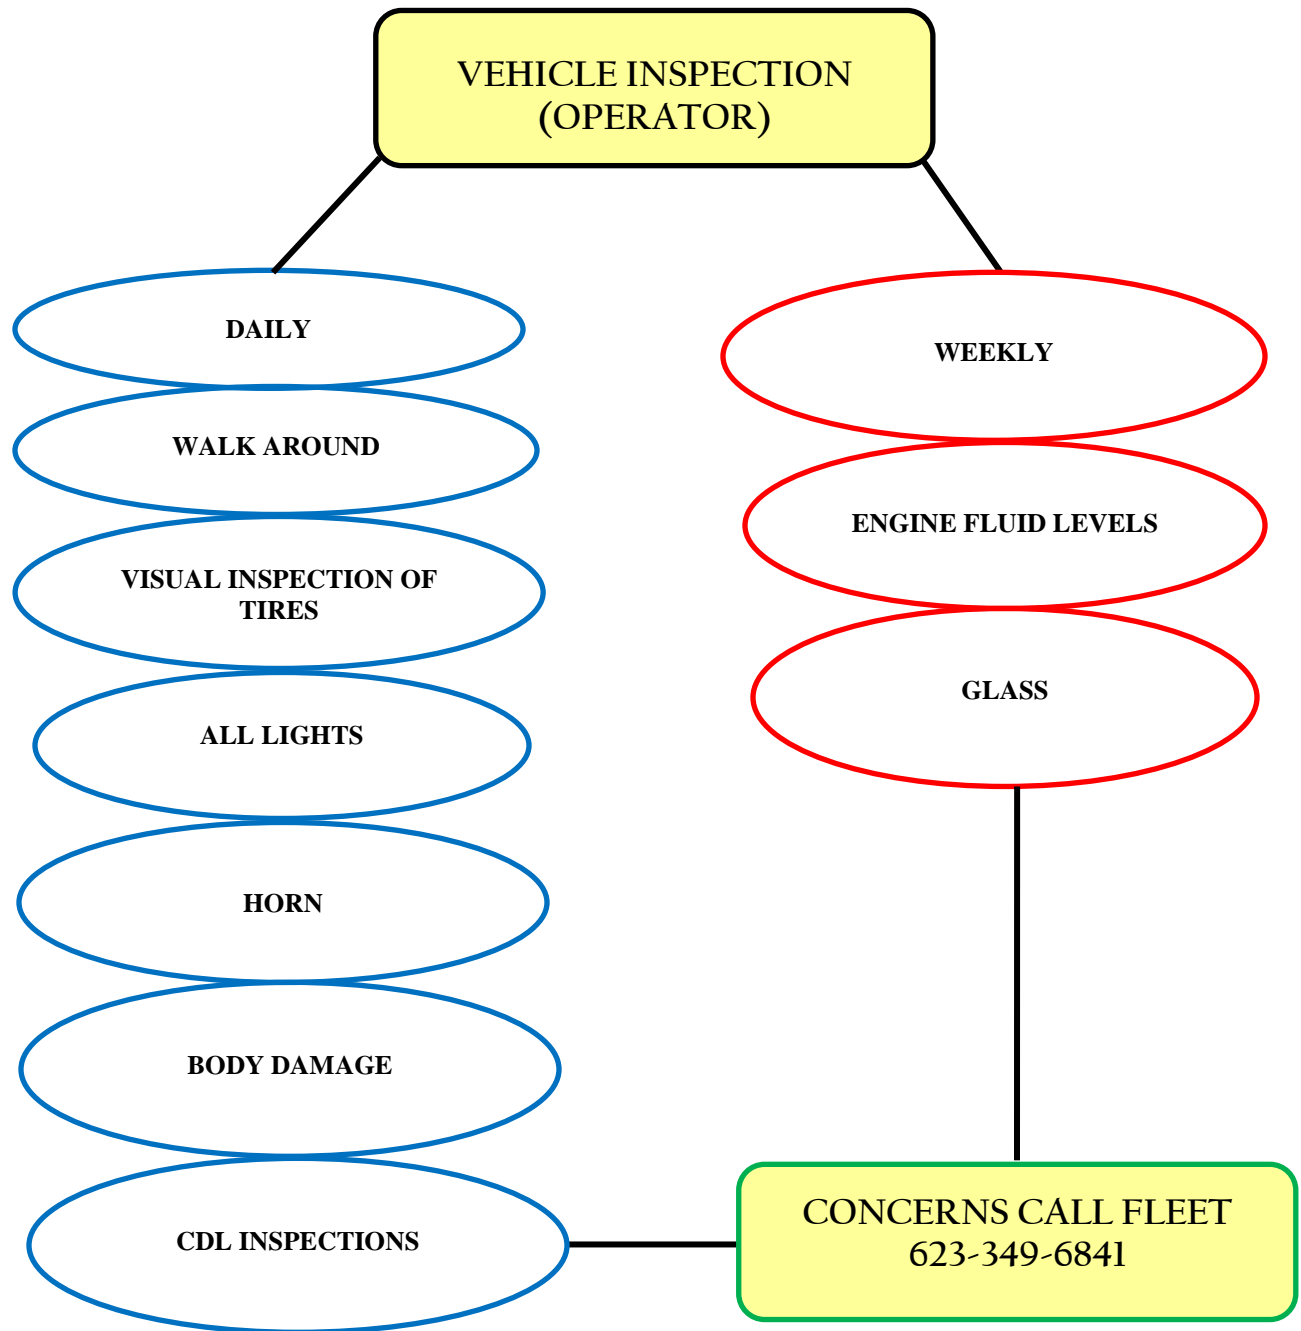 VEHICLE INSPECTION
(OPERATOR)
DAILY
WALK AROUND
VISUAL INSPECTION OF
TIRES
ALL LIGHTS
HORN
BODY DAMAGE
CDL INSPECTIONS
WEEKLY
ENGINE FLUID LEVELS
GLASS
CONCERNS CALL FLEET
623-349-6841